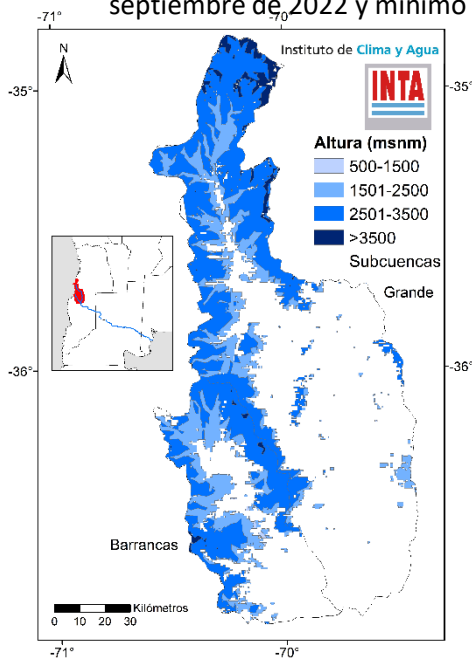 septiembre de 2022 y mínimo
-71°
-70°
N
Instituto de Clima y Agua
INTA
-35°
-35°
Altura (msnm)
500-1500
1501-2500
2501-3500
>3500
Subcuencas
Grande
-36°
-36°
Barrancas
Kilómetros
0 10 20 30
-71°
-70°